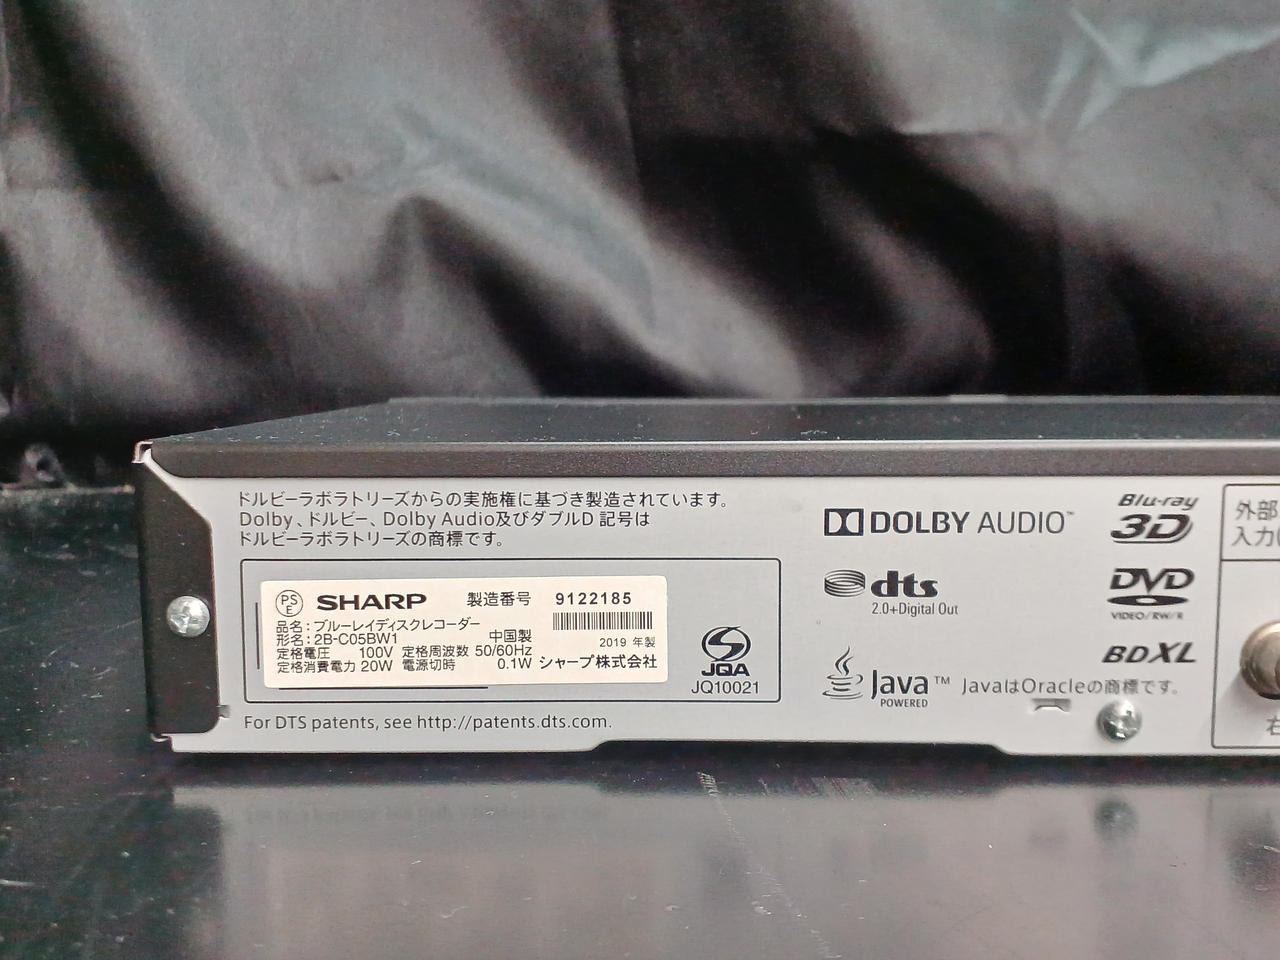 ドルビーラボラトリーズからの実施権に基づき製造されています。
Dolby、ドルビー、Dolby Audio及びダブルD 記号は
ドルビーラボラトリーズの商標です。
PS
E
SHARP
製造番号 9122185
品名：ブルーレイディスクレコーダー
形名：2B-C05BW1
中国製
2019 年製
定格電圧 100V 定格周波数 50/60Hz
定格消費電力 20W 電源切時 0.1W シャープ株式会社
JQA
JQ10021
For DTS patents, see http://patents.dts.com.
DOLBY AUDIO™
dts
2.0+Digital Out
Java™
POWERED
JavaはOracleの商標です。
Blu-ray
3D
DVD
VIDEO/RW/R
BDXL
外部
入力
右